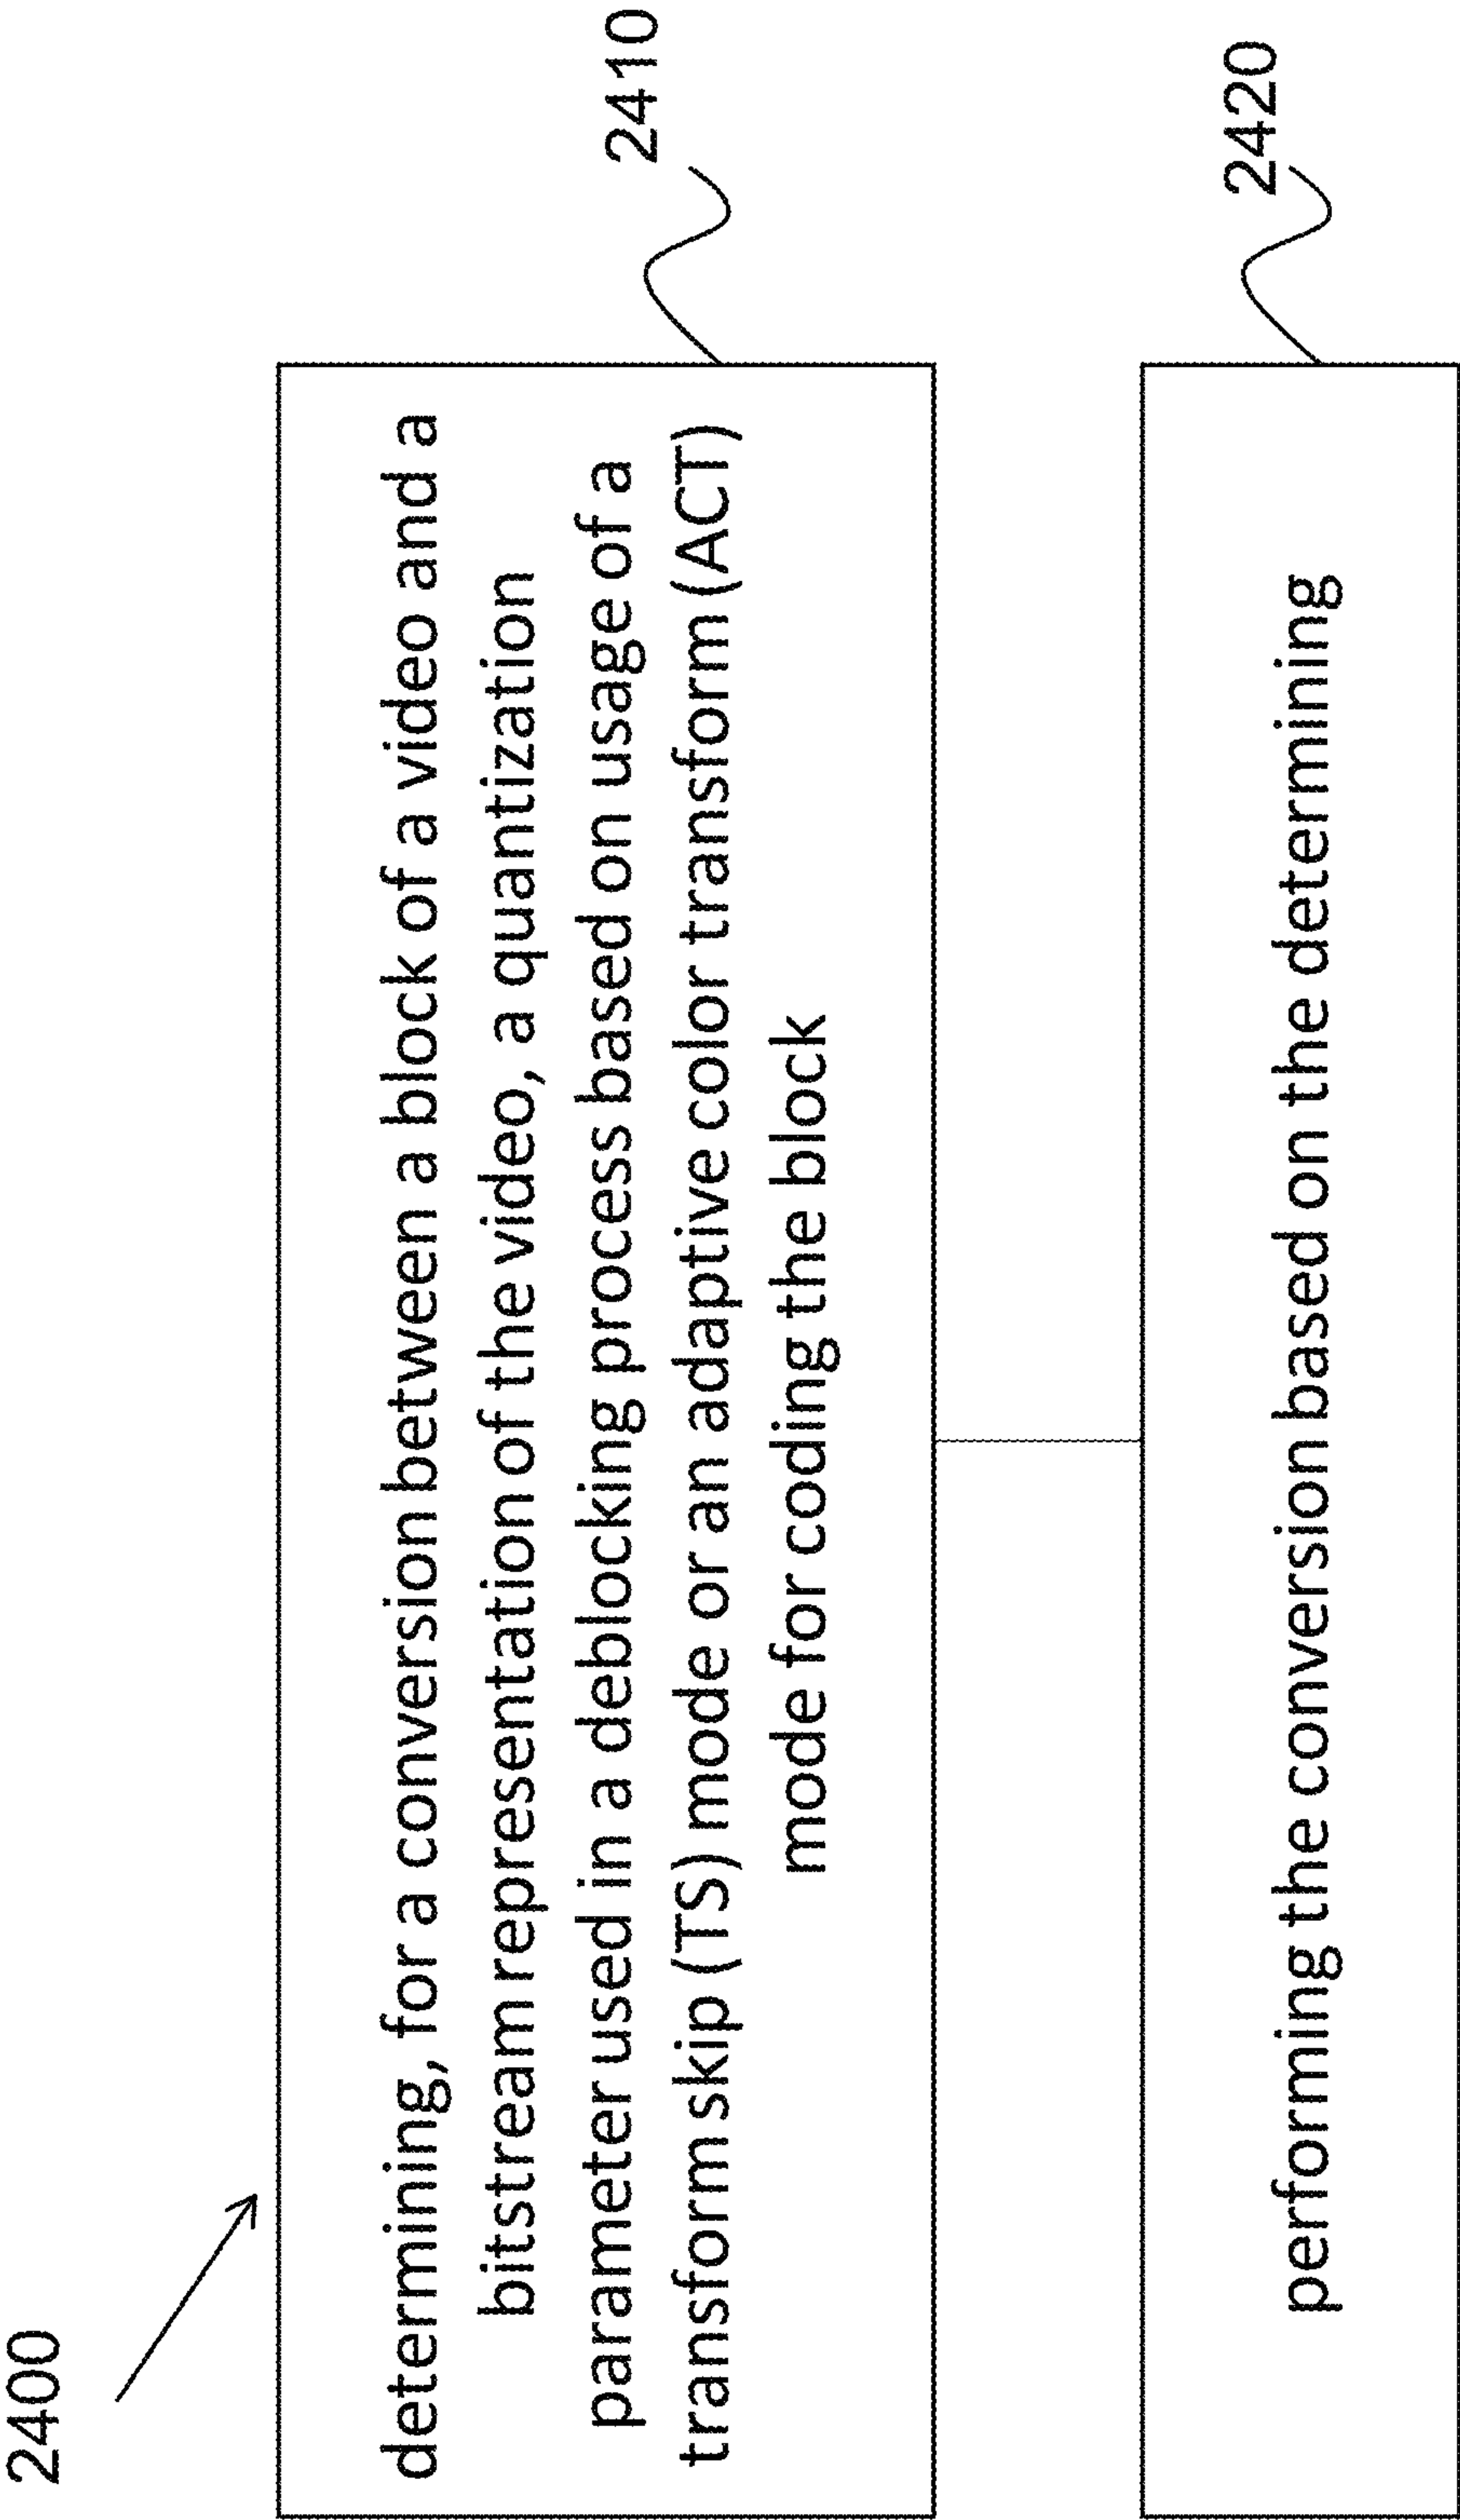 2400
determining, for a conversion between a block of a video and a
bitstream representation of the video, a quantization
parameter used in a deblocking process based on usage of a
transform skip (TS) mode or an adaptive color transform (ACT)
mode for coding the block
2410
performing the conversion based on the determining
2420